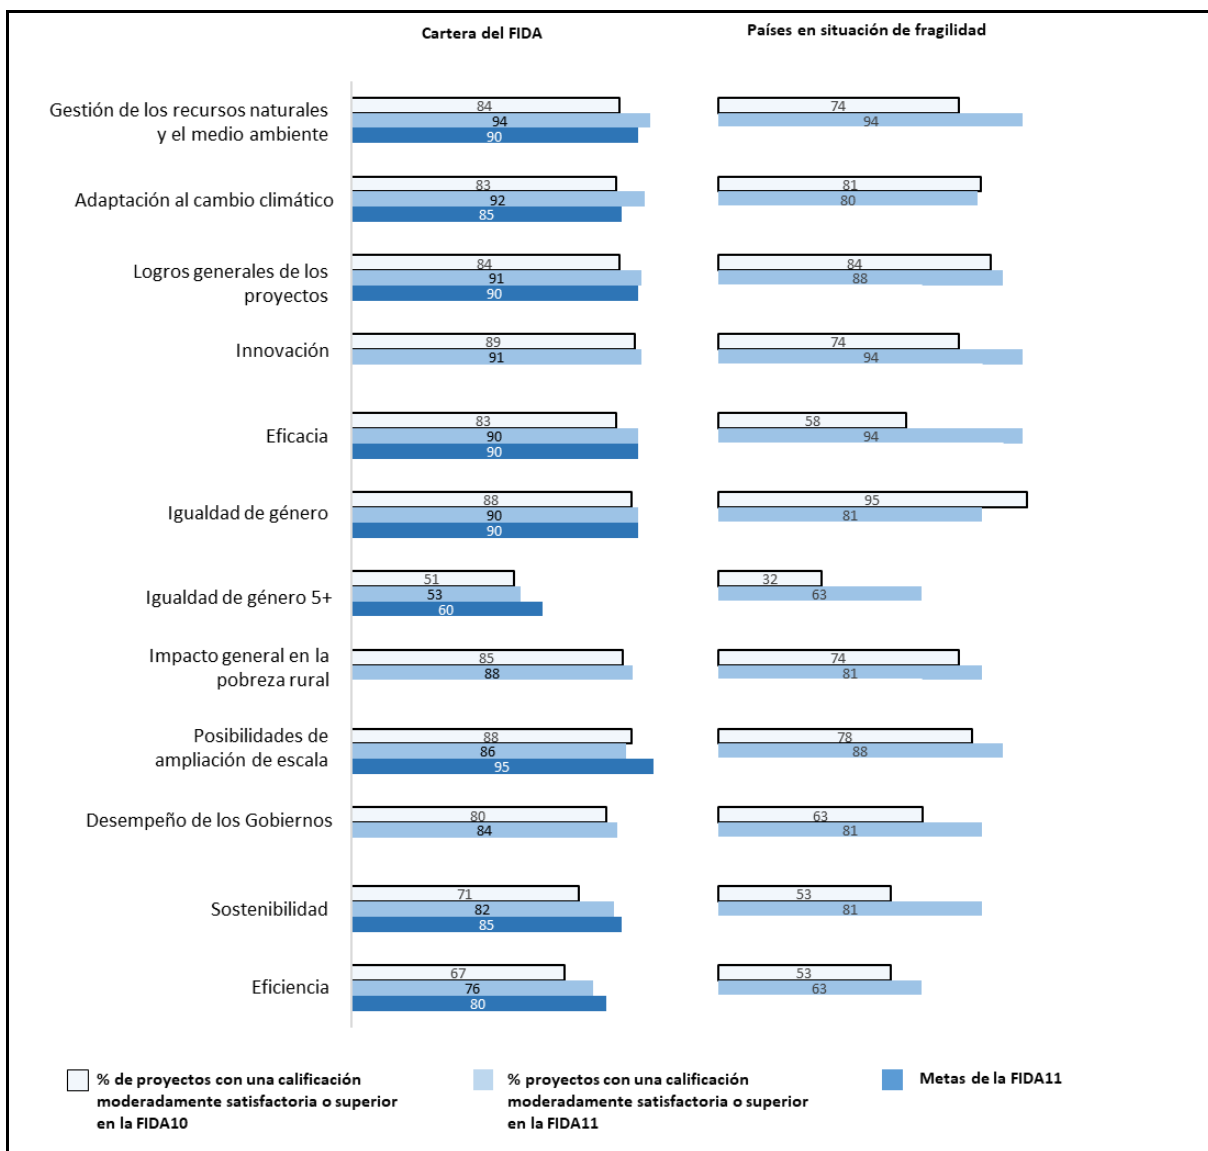 Cartera del FIDA
Países en situación de fragilidad
Gestión de los recursos naturales
y el medio ambiente
84
94
90
74
94
Adaptación al cambio climático
83
92
85
81
80
Logros generales de los
proyectos
84
91
90
84
88
Innovación
89
91
74
94
Eficacia
83
90
90
58
94
Igualdad de género
88
90
90
95
81
Igualdad de género 5+
51
53
60
32
63
Impacto general en la
pobreza rural
85
88
74
81
Posibilidades de
ampliación de escala
88
86
95
78
88
Desempeño de los Gobiernos
80
84
63
81
Sostenibilidad
71
82
85
53
81
Eficiencia
67
76
80
53
63
% de proyectos con una calificación
moderadamente satisfactoria o superior
en la FIDA10
% proyectos con una calificación
moderadamente satisfactoria o superior
en la FIDA11
Metas de la FIDA11